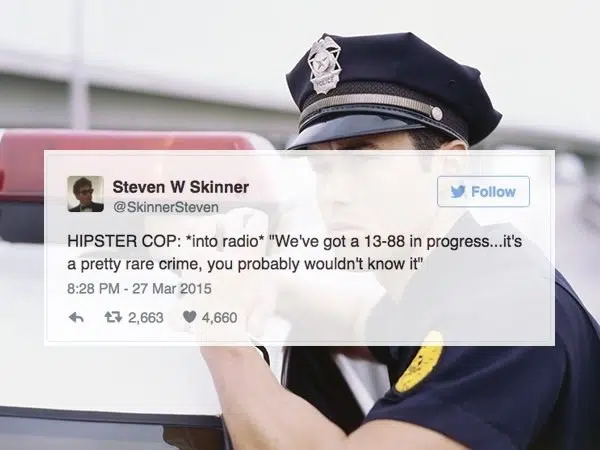 Steven W Skinner
@SkinnerSteven
Follow
HIPSTER COP: *into radio* "We've got a 13-88 in progress...it's
a pretty rare crime, you probably wouldn't know it"
8:28 PM - 27 Mar 2015
2,663 4,660